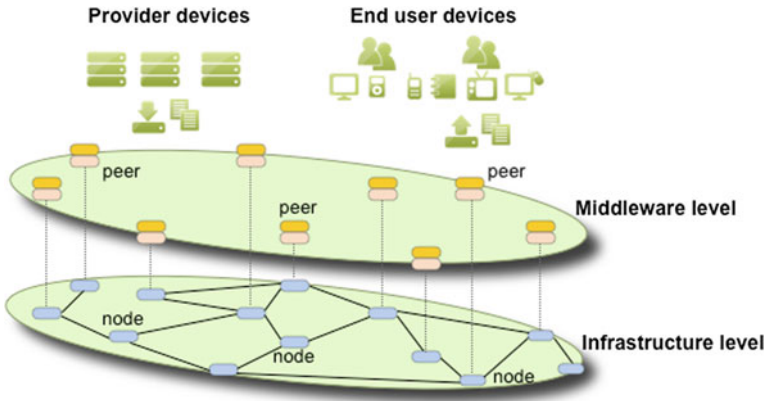 Provider devices
End user devices
peer
peer
peer
Middleware level
node
node
node
Infrastructure level